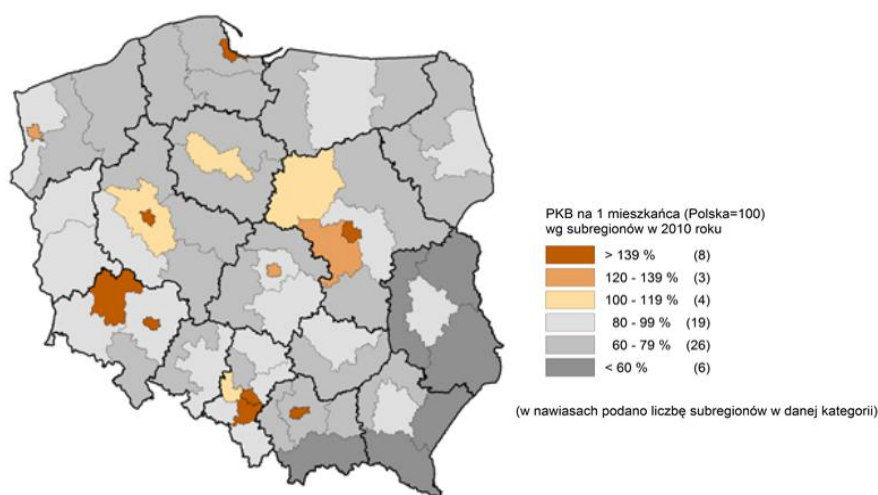 PKB na 1 mieszkańca (Polska=100)
wg subregionów w 2010 roku
> 139 % (8)
120 - 139 % (3)
100 - 119 % (4)
80 - 99 % (19)
60 - 79 % (26)
< 60 % (6)
(w nawiasach podano liczbę subregionów w danej kategorii)